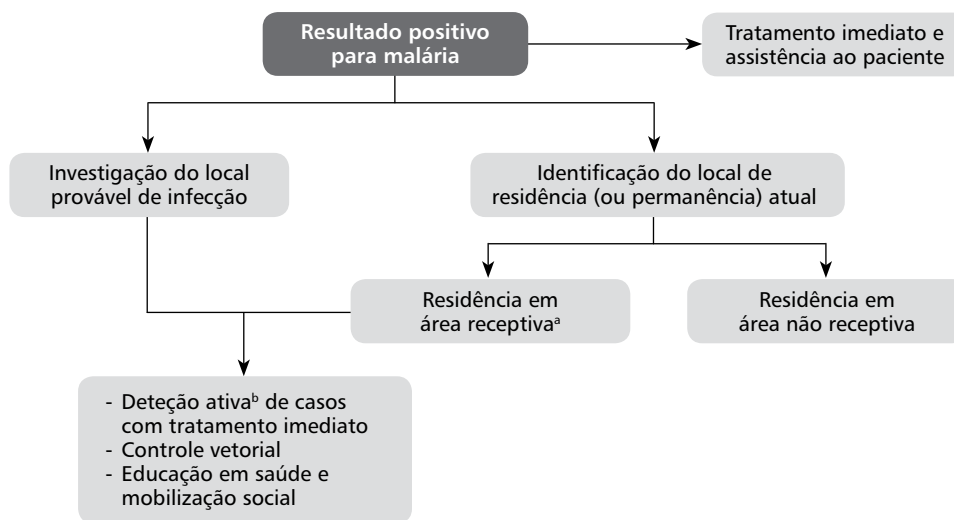 Resultado positivo
para malária
Tratamento imediato e
assistência ao paciente
Investigação do local
provável de infecção
Identificação do local de
residência (ou permanência) atual
Residência em
área receptivaᵃ
Residência em
área não receptiva
- Deteção ativaᵇ de casos
com tratamento imediato
- Controle vetorial
- Educação em saúde e
mobilização social